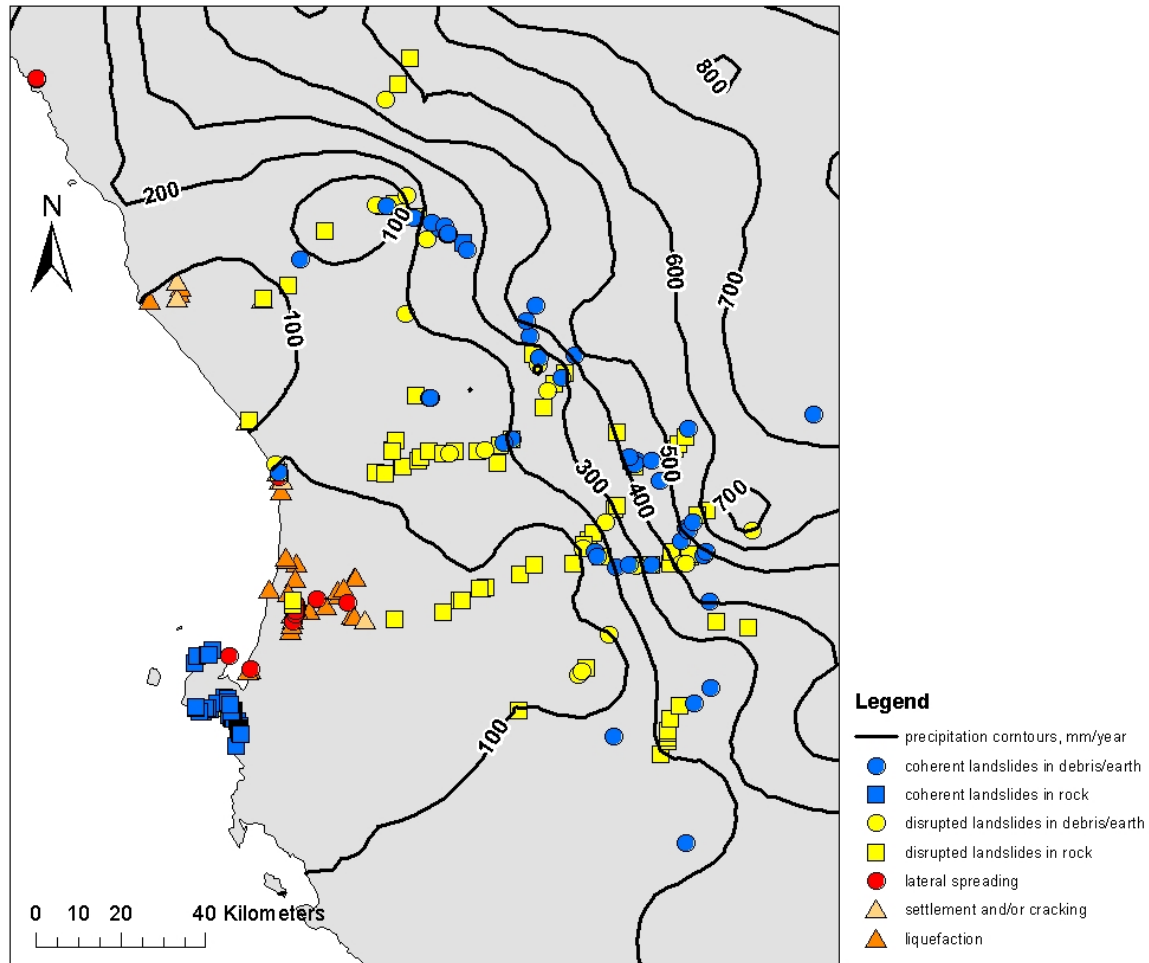 800
200
N
100
600
700
100
500
700
300
400
100
0 10 20 40 Kilometers
Legend
precipitation corntours, mm/year
coherent landslides in debris/earth
coherent landslides in rock
disrupted landslides in debris/earth
disrupted landslides in rock
lateral spreading
settlement and/or cracking
liquefaction